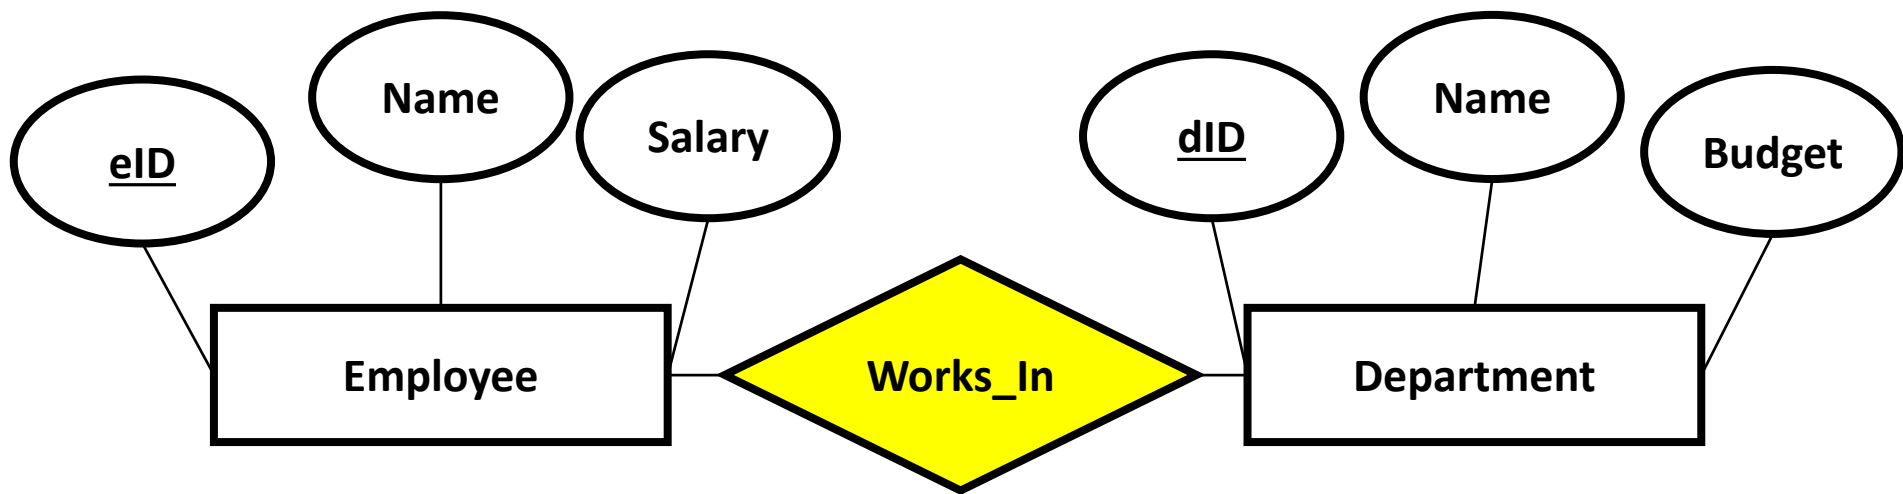 eID
Name
Salary
dID
Name
Budget
Employee
Works_In
Department